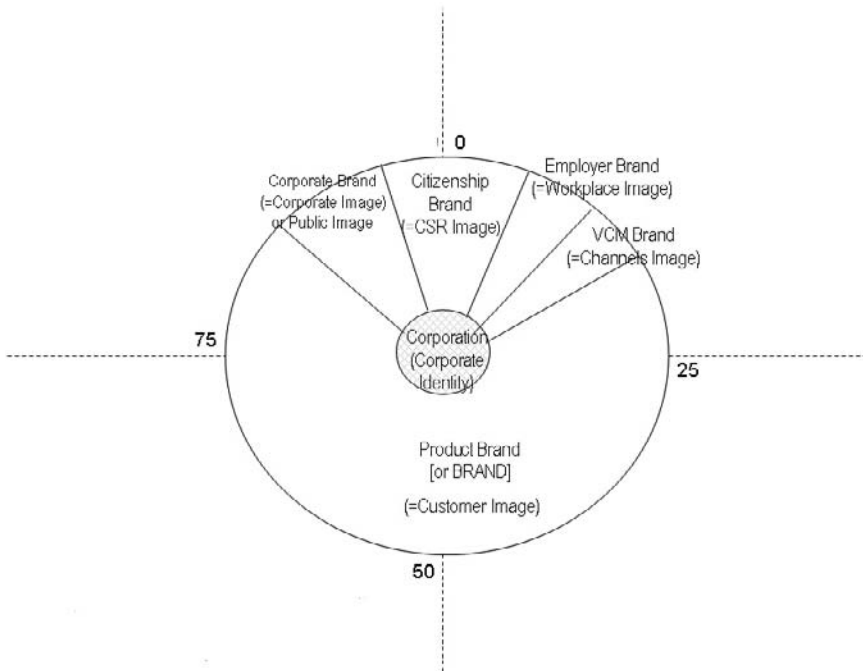 0
Corporate Brand
(=Corporate Image)
or Public Image
Citizenship
Brand
(=CSR Image)
Employer Brand
(=Workplace Image)
VCM Brand
(=Channels Image)
75
Corporation
(Corporate
Identity)
25
Product Brand
[or BRAND]
(=Customer Image)
50